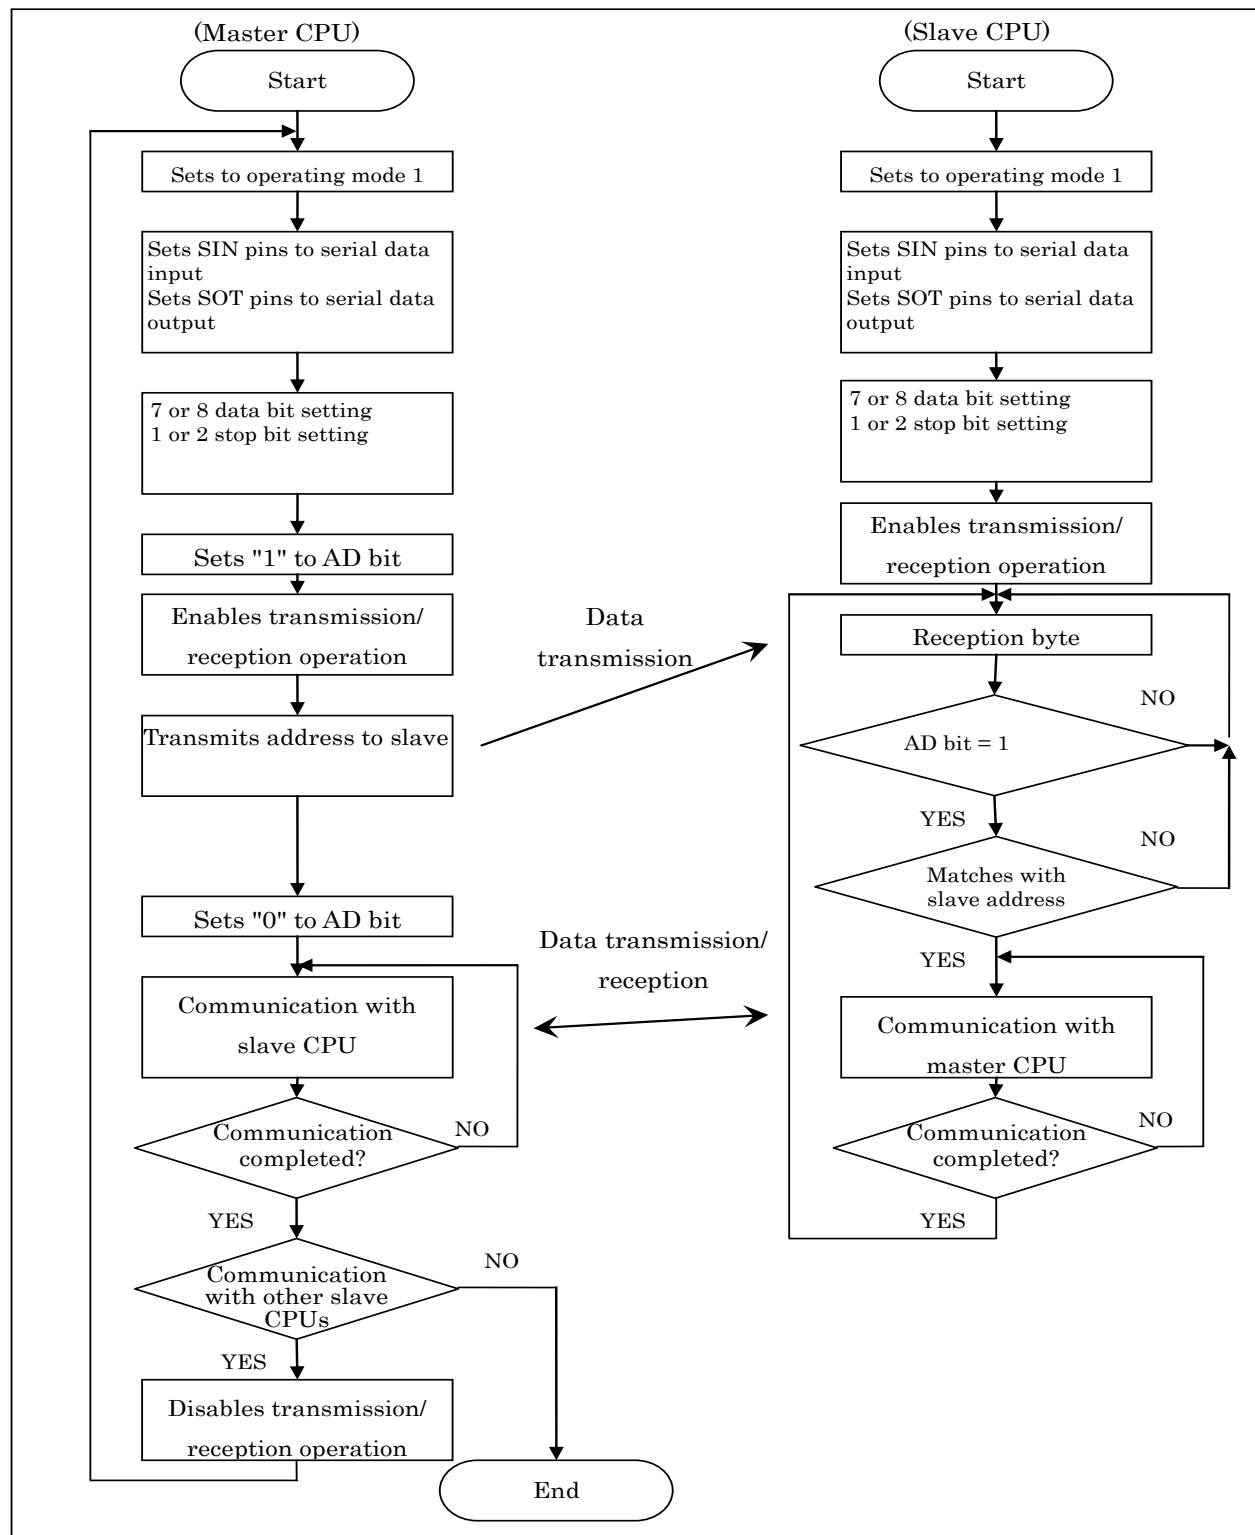 (Master CPU)
Start
Sets to operating mode 1
Sets SIN pins to serial data
input
Sets SOT pins to serial data
output
7 or 8 data bit setting
1 or 2 stop bit setting
Sets "1" to AD bit
Enables transmission/
reception operation
Transmits address to slave
Sets "0" to AD bit
Communication with
slave CPU
Communication
completed?
NO
YES
Communication
with other slave
CPUs
NO
YES
Disables transmission/
reception operation
End
Data
transmission
Data transmission/
reception
(Slave CPU)
Start
Sets to operating mode 1
Sets SIN pins to serial data
input
Sets SOT pins to serial data
output
7 or 8 data bit setting
1 or 2 stop bit setting
Enables transmission/
reception operation
Reception byte
NO
AD bit = 1
YES
NO
Matches with
slave address
YES
Communication with
master CPU
Communication
completed?
NO
YES